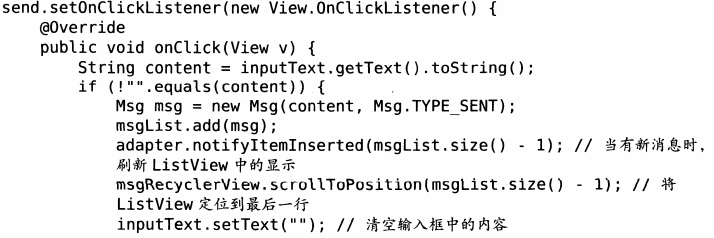 send.setOnClickListener(new View.OnClickListener() {
@Override
public void onClick(View v) {
String content = inputText.getText().toString();
if (!"".equals(content)) {
Msg msg = new Msg(content, Msg.TYPE_SENT);
msgList.add(msg);
adapter.notifyItemInserted(msgList.size() - 1); // 当有新消息时,
刷新 ListView 中的显示
msgRecyclerView.scrollToPosition(msgList.size() - 1); // 将
ListView 定位到最后一行
inputText.setText(""); // 清空输入框中的内容